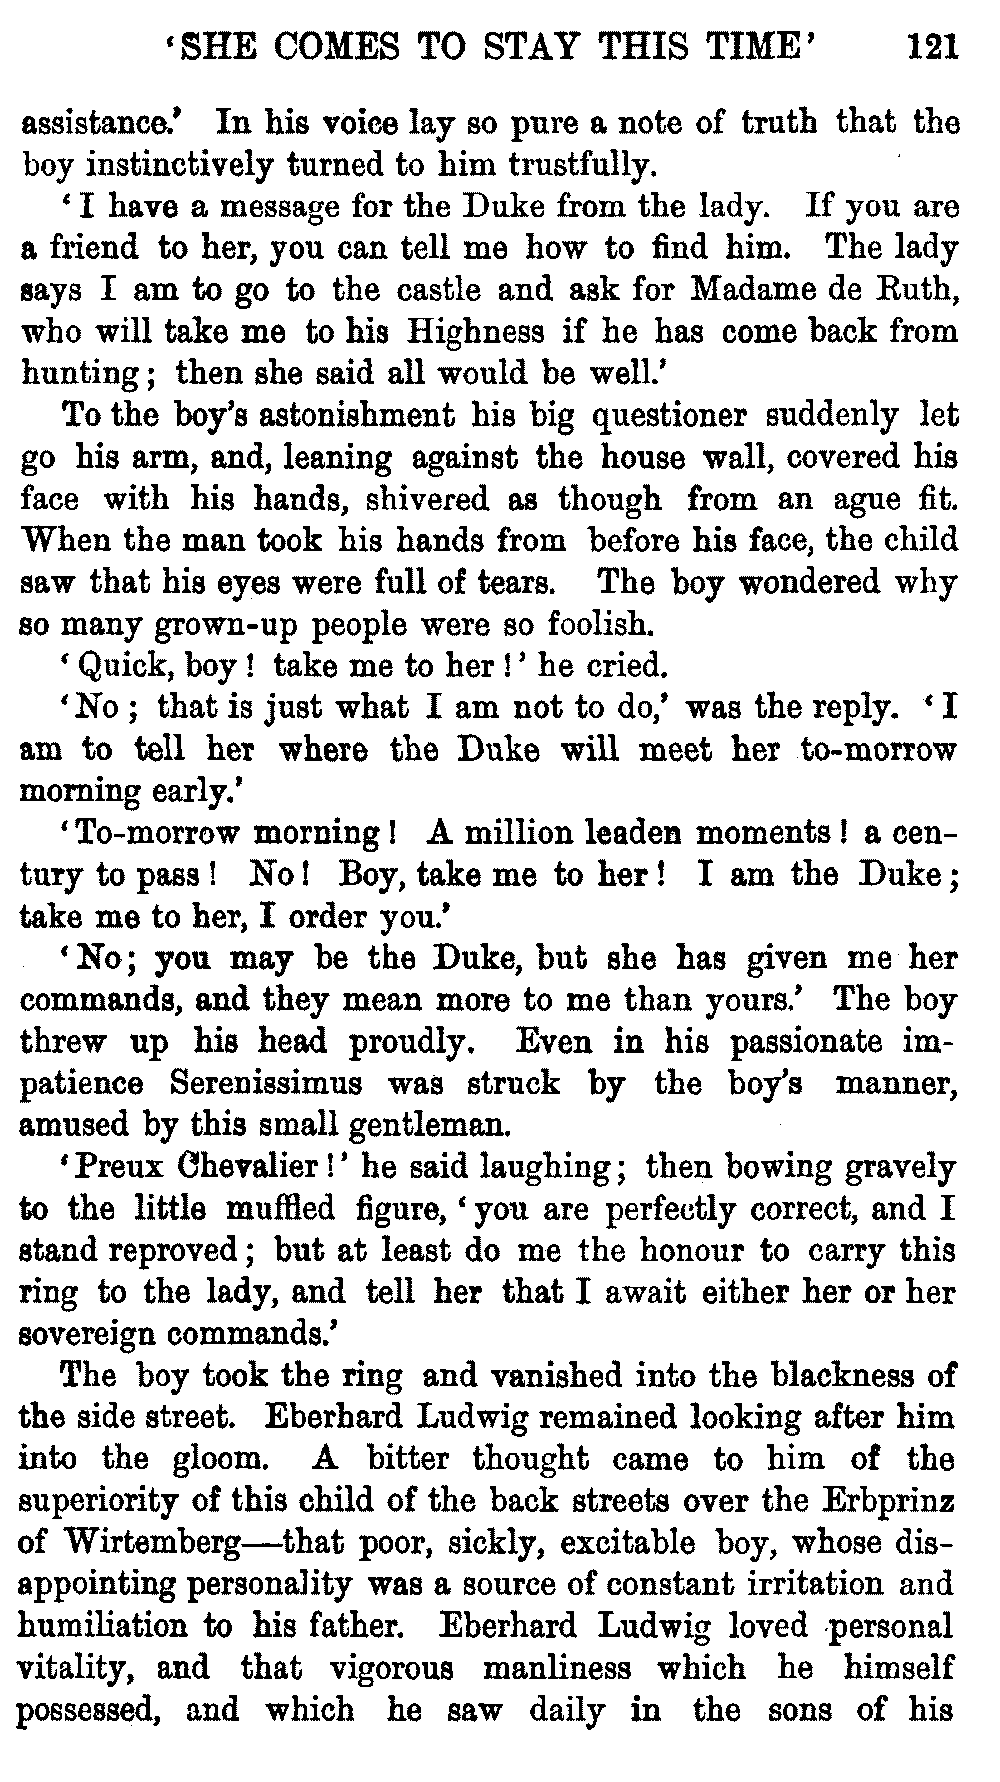 ‘SHE COMES TO STAY THIS TIME’ 121
assistance.’ In his voice lay so pure a note of truth that the
boy instinctively turned to him trustfully.
‘I have a message for the Duke from the lady. If you are
a friend to her, you can tell me how to find him. The lady
says I am to go to the castle and ask for Madame de Ruth,
who will take me to his Highness if he has come back from
hunting; then she said all would be well.’
To the boy’s astonishment his big questioner suddenly let
go his arm, and, leaning against the house wall, covered his
face with his hands, shivered as though from an ague fit.
When the man took his hands from before his face, the child
saw that his eyes were full of tears. The boy wondered why
so many grown-up people were so foolish.
‘Quick, boy! take me to her!’ he cried.
‘No; that is just what I am not to do,’ was the reply. ‘I
am to tell her where the Duke will meet her to-morrow
morning early.’
‘To-morrow morning! A million leaden moments! a cen-
tury to pass! No! Boy, take me to her! I am the Duke;
take me to her, I order you.’
‘No; you may be the Duke, but she has given me her
commands, and they mean more to me than yours.’ The boy
threw up his head proudly. Even in his passionate im-
patience Serenissimus was struck by the boy’s manner,
amused by this small gentleman.
‘Preux Chevalier!’ he said laughing; then bowing gravely
to the little muffled figure, ‘you are perfectly correct, and I
stand reproved; but at least do me the honour to carry this
ring to the lady, and tell her that I await either her or her
sovereign commands.’
The boy took the ring and vanished into the blackness of
the side street. Eberhard Ludwig remained looking after him
into the gloom. A bitter thought came to him of the
superiority of this child of the back streets over the Erbprinz
of Wirtemberg—that poor, sickly, excitable boy, whose dis-
appointing personality was a source of constant irritation and
humiliation to his father. Eberhard Ludwig loved personal
vitality, and that vigorous manliness which he himself
possessed, and which he saw daily in the sons of his